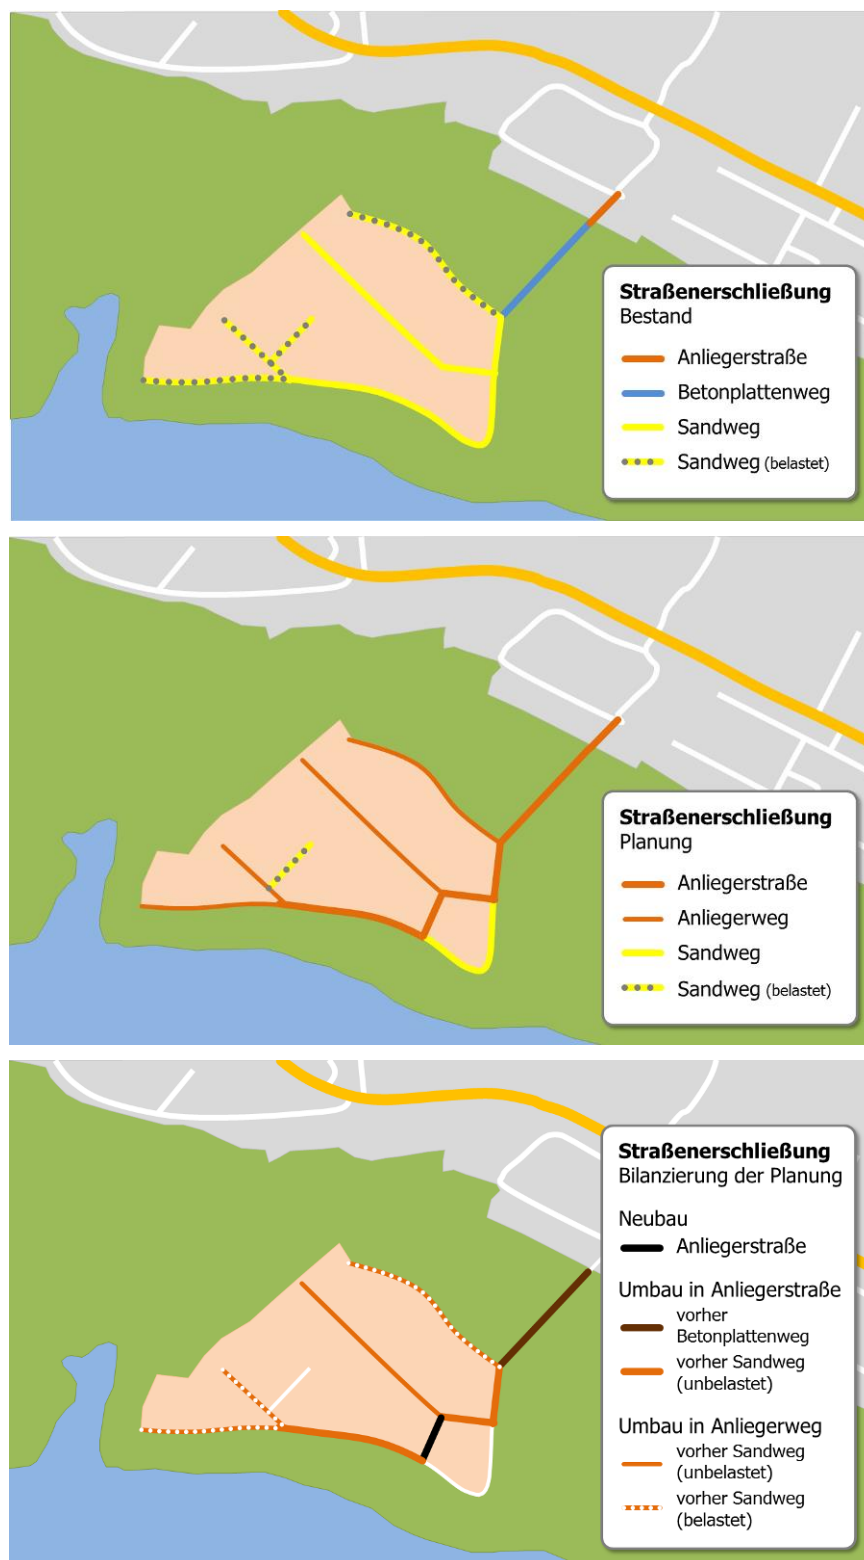 Straßenerschließung
Bestand
Anliegerstraße
Betonplattenweg
Sandweg
Sandweg (belastet)
Straßenerschließung
Planung
Anliegerstraße
Anliegerweg
Sandweg
Sandweg (belastet)
Straßenerschließung
Bilanzierung der Planung
Neubau
Anliegerstraße
Umbau in Anliegerstraße
vorher
Betonplattenweg
vorher Sandweg
(unbelastet)
Umbau in Anliegerweg
vorher Sandweg
(unbelastet)
vorher Sandweg
(belastet)